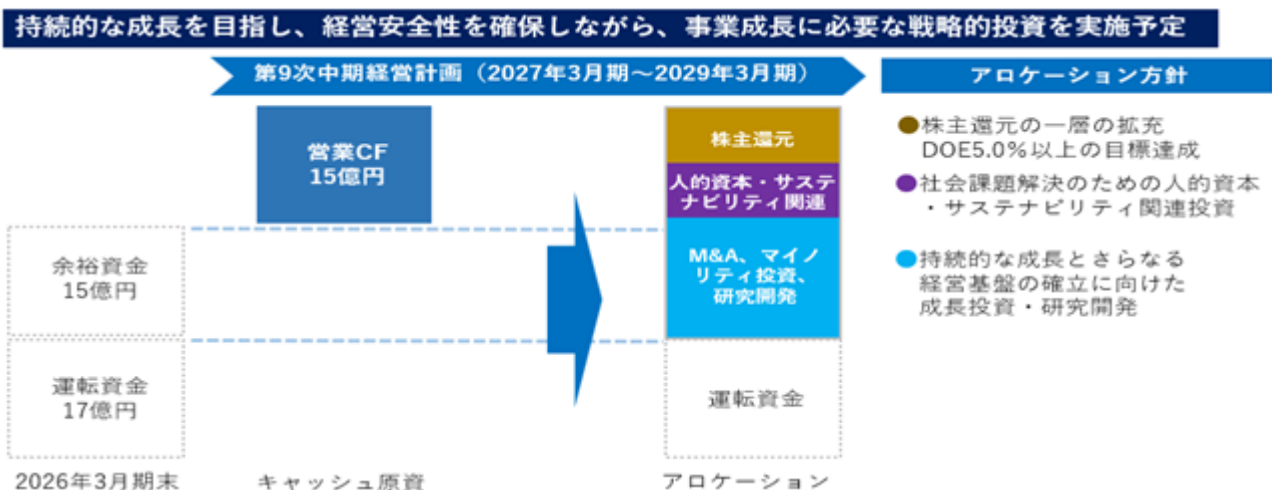 持続的な成長を目指し、経営安全性を確保しながら、事業成長に必要な戦略的投資を実施予定
第9次中期経営計画（2027年3月期～2029年3月期）
アロケーション方針
営業CF
15億円
余裕資金
15億円
運転資金
17億円
株主還元
人的資本・サステ
ナビリティ関連
M&A、マイノ
リティ投資、
研究開発
運転資金
●株主還元の一層の拡充
DOE5.0%以上の目標達成
●社会課題解決のための人的資本
・サステナビリティ関連投資
●持続的な成長とさらなる
経営基盤の確立に向けた
成長投資・研究開発
2026年3月期末
キャッシュ原資
アロケーション